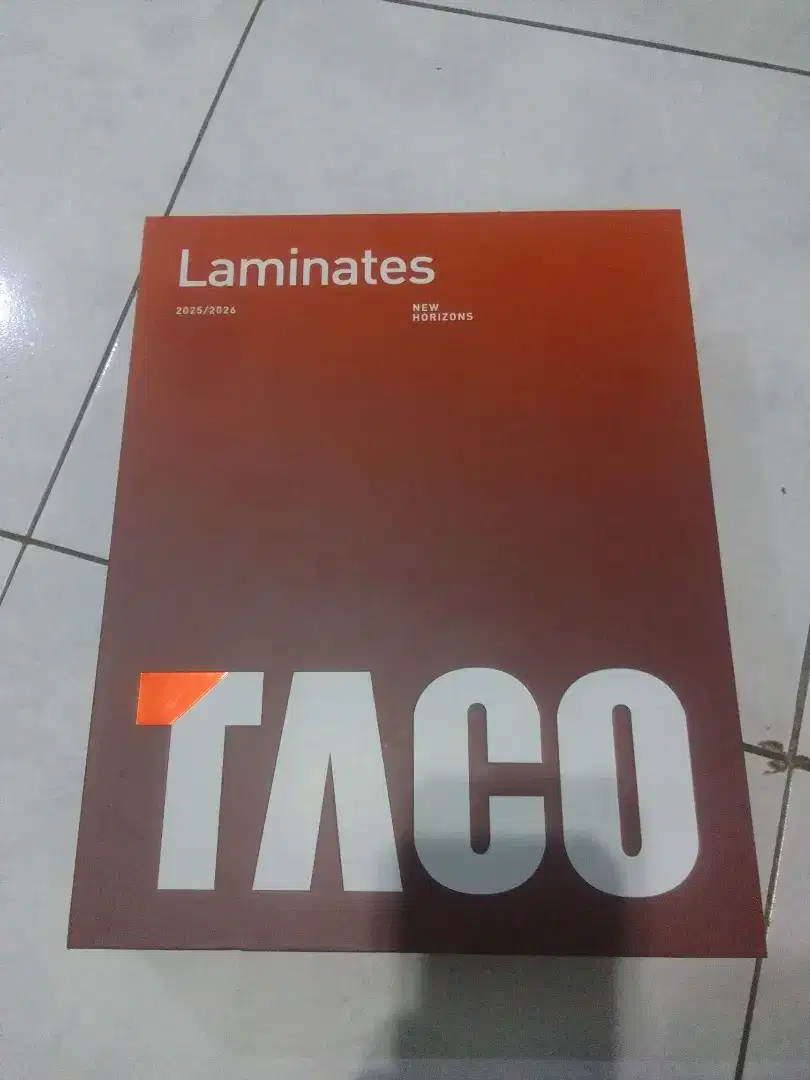 Laminates
2025/2026
NEW
HORIZONS
TACO